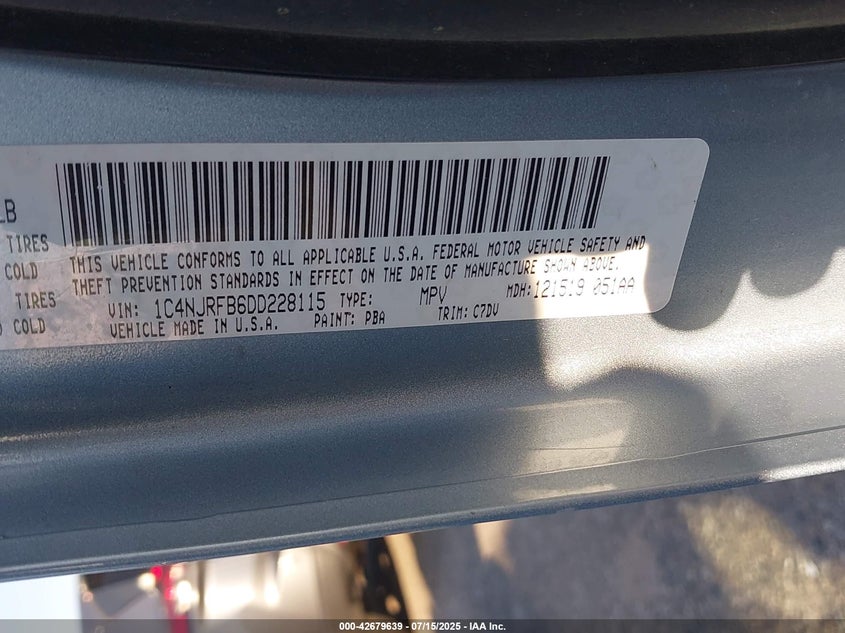 LB
TIRES
COLD
TIRES
COLD
THIS VEHICLE CONFORMS TO ALL APPLICABLE U.S.A. FEDERAL MOTOR VEHICLE SAFETY AND
THEFT PREVENTION STANDARDS IN EFFECT ON THE DATE OF MANUFACTURE SHOWN ABOVE.
VIN: 1C4NJRFB6DD228115 TYPE: MPV MDH:121519 051AA
VEHICLE MADE IN U.S.A. PAINT: PBA TRIM: C7DV
000-42679639 - 07/15/2025 - IAA Inc.